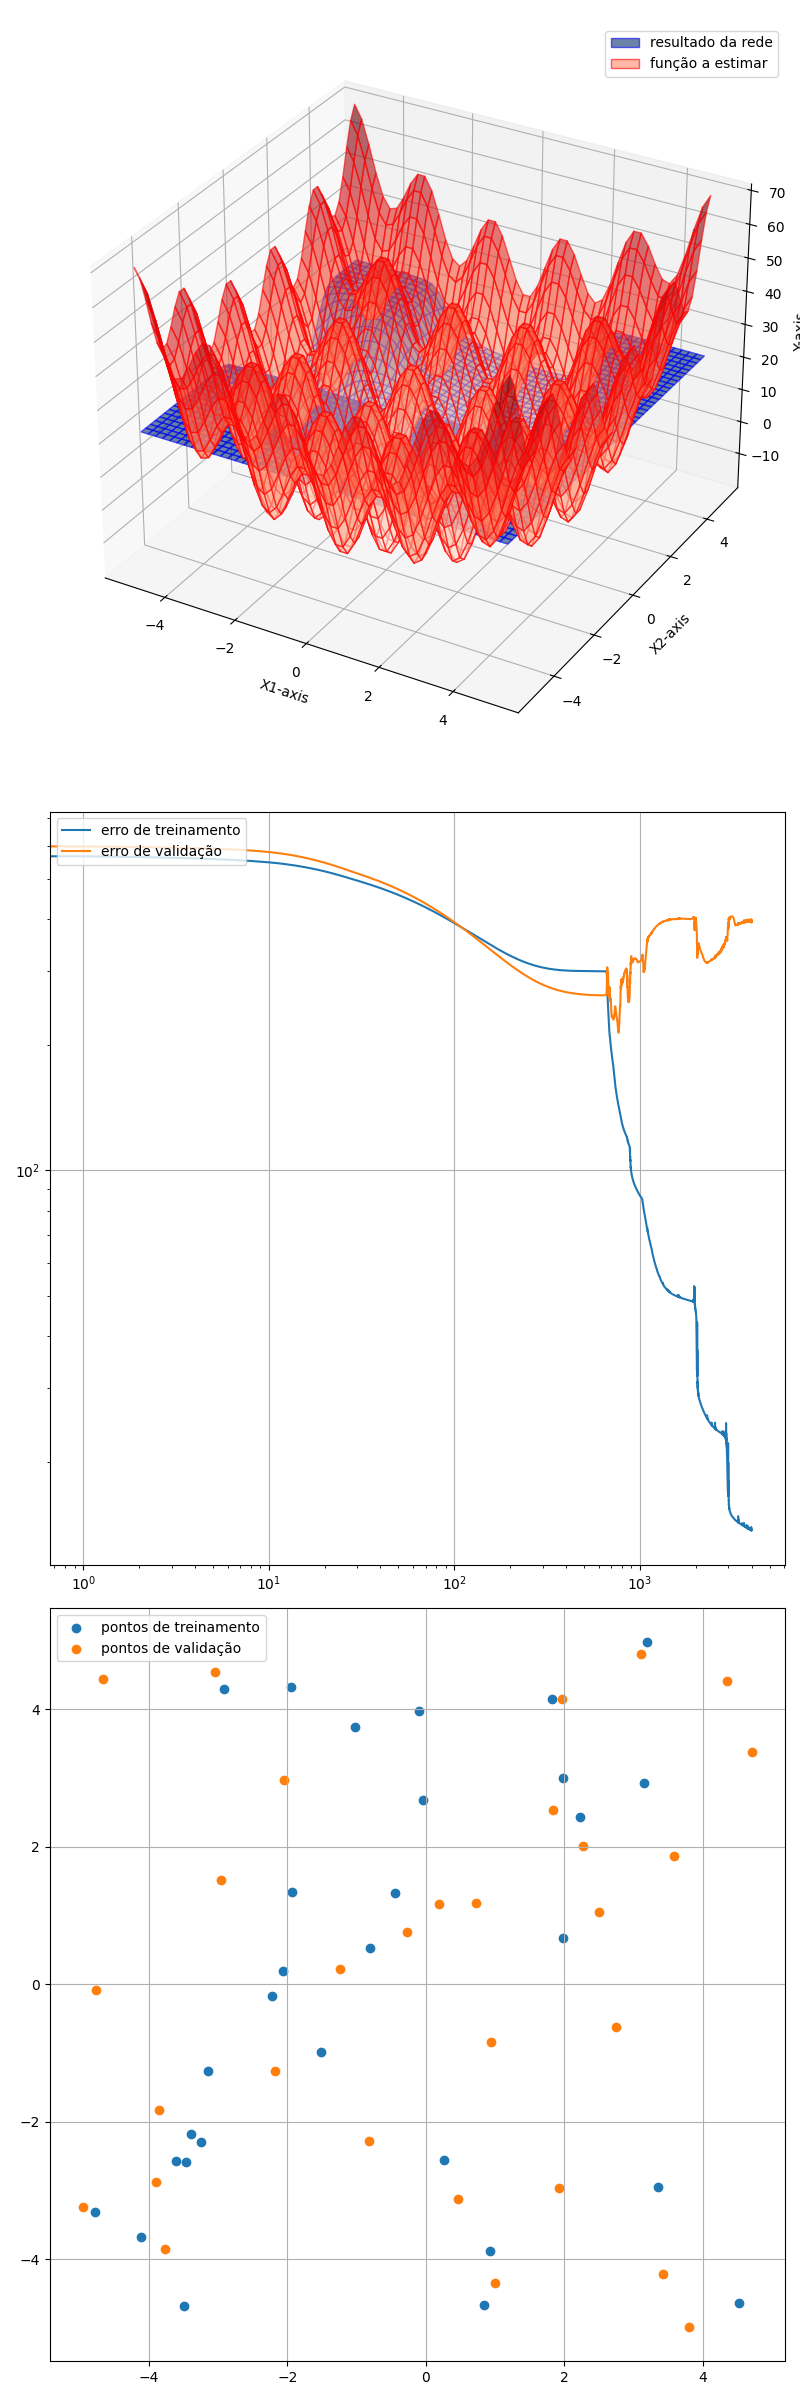 resultado da rede
função a estimar
70
60
50
40
30
20
10
0
−10
Y-axis
4
2
0
−2
−4
X2-axis
−4
−2
0
2
4
X1-axis
erro de treinamento
erro de validação
10²
10⁰ 10¹ 10² 10³
pontos de treinamento
pontos de validação
4
2
0
−2
−4
−4 −2 0 2 4